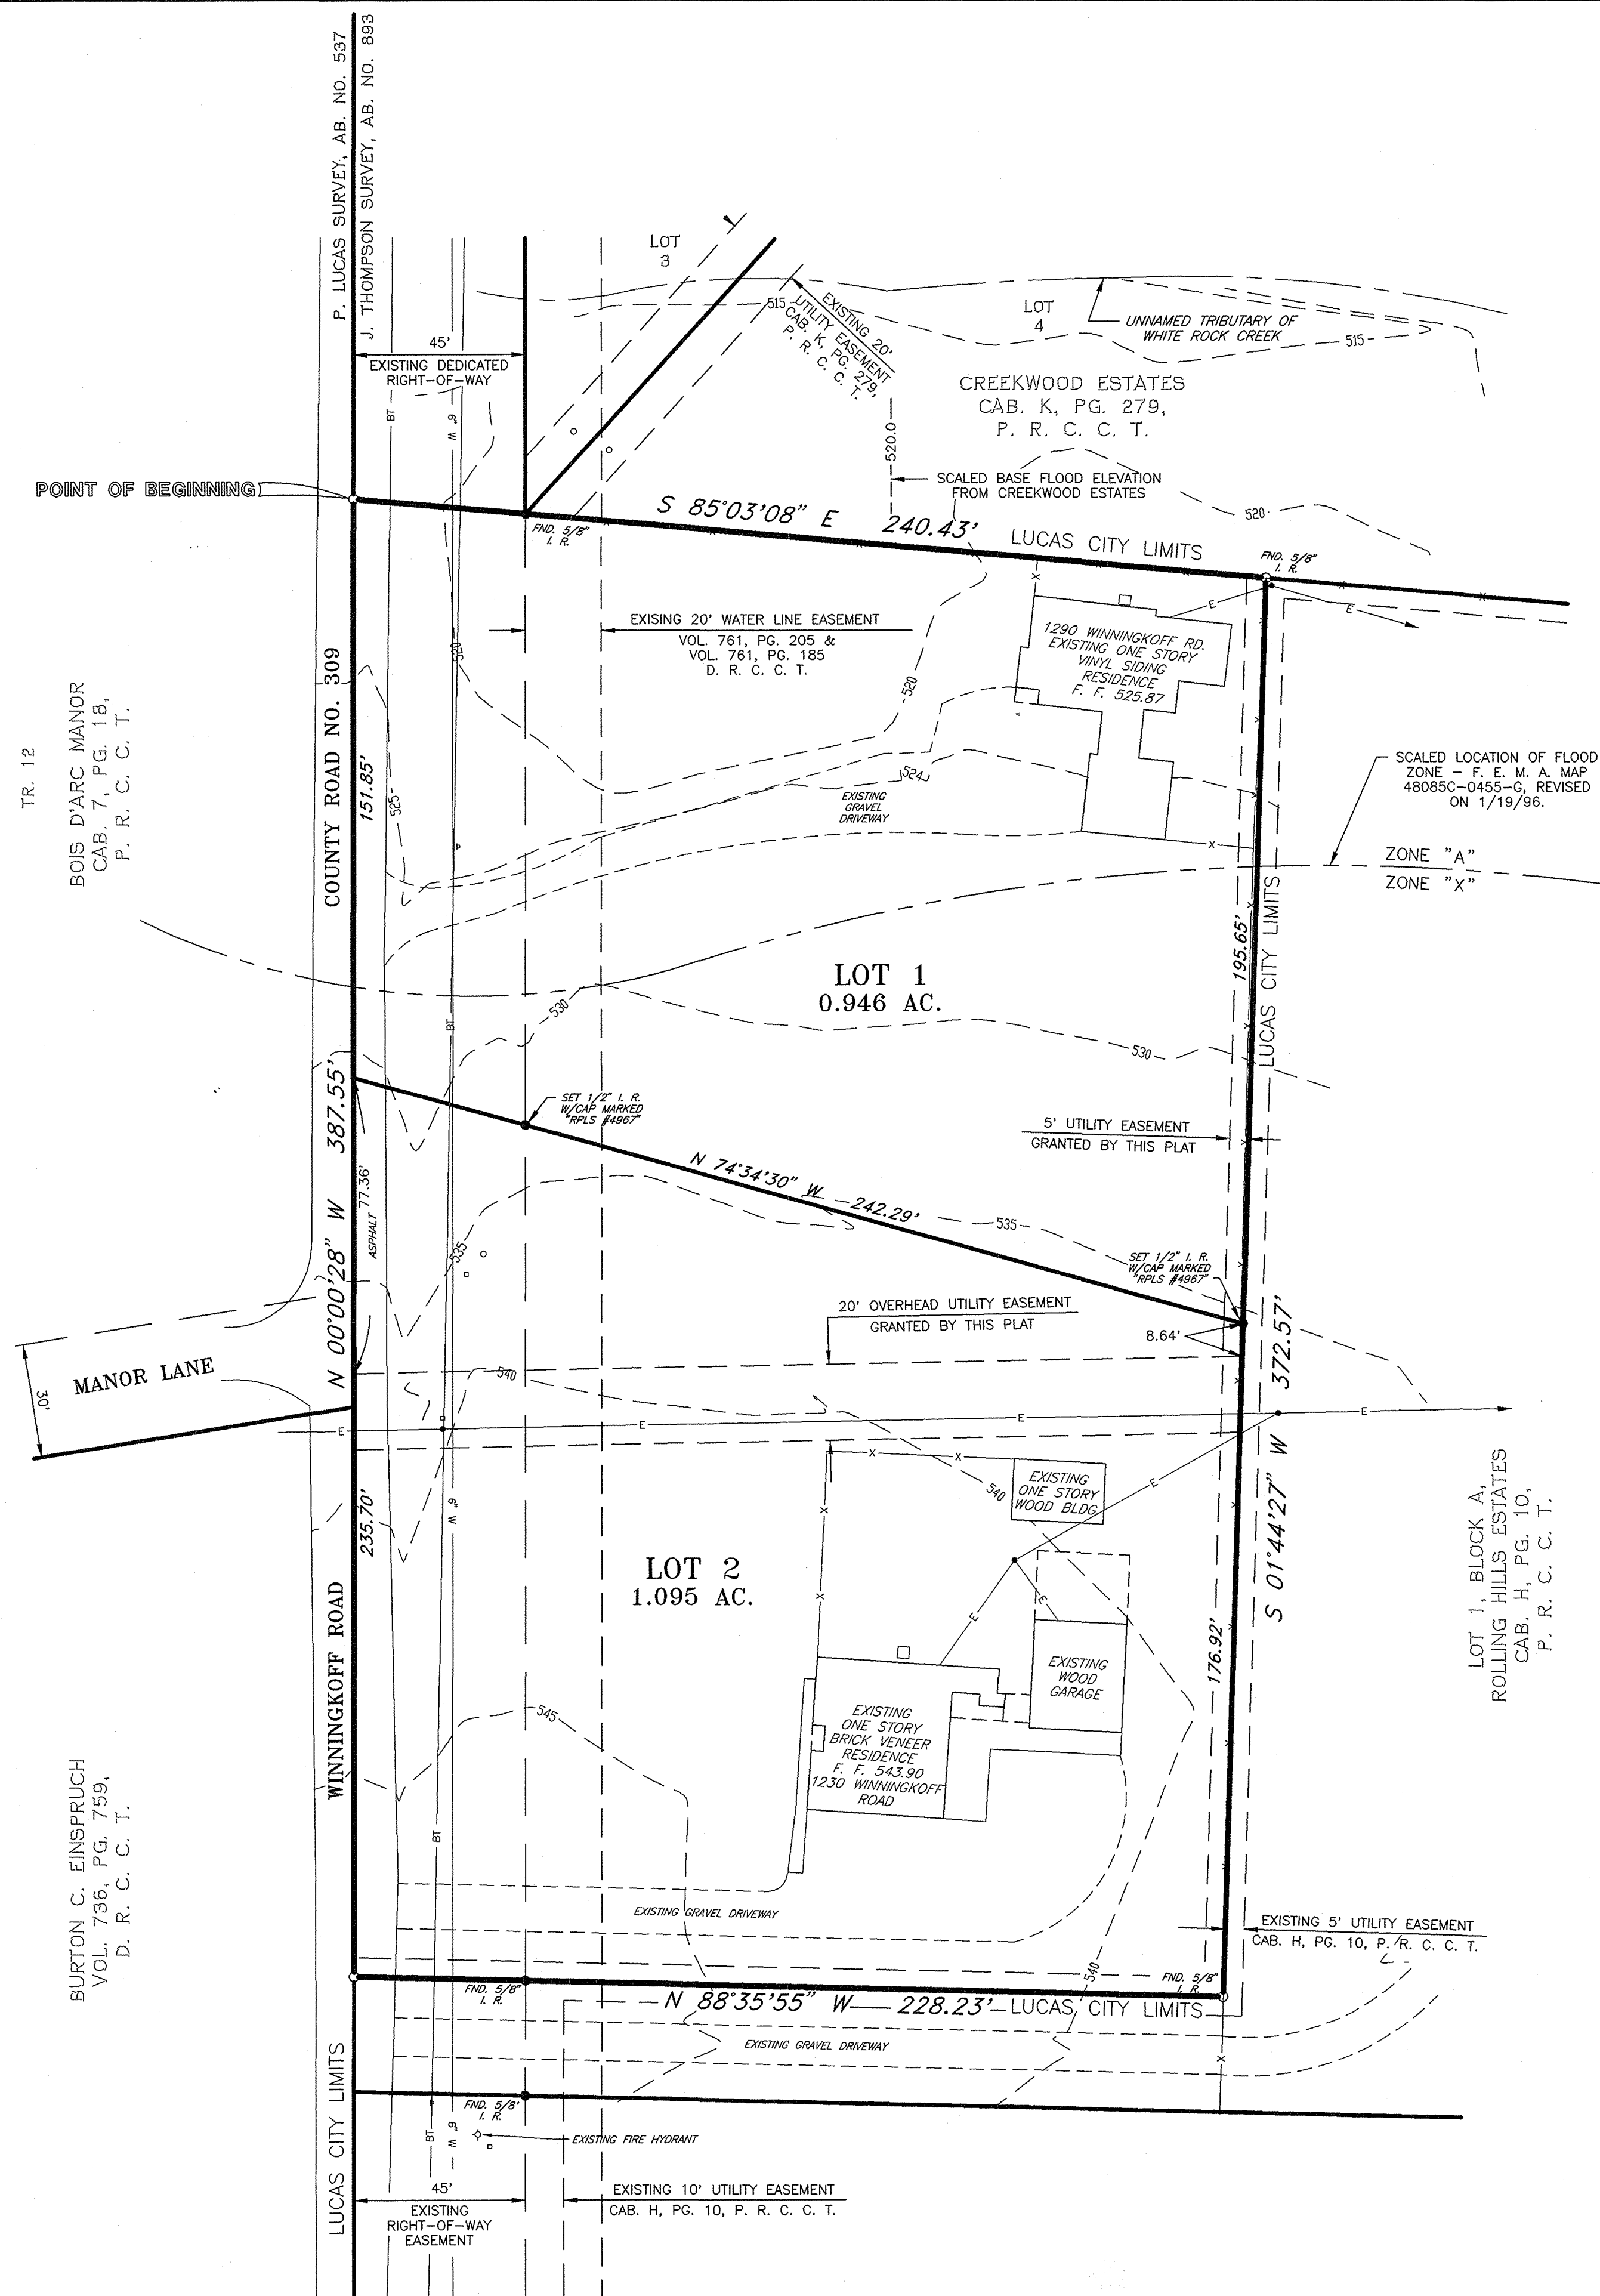 P. LUCAS SURVEY, AB. NO. 537
J. THOMPSON SURVEY, AB. NO. 893
LOT
3
515
EXISTING 20'
UTILITY EASEMENT
CAB. K, PG. 279,
P. R. C. C. T.
LOT
4
UNNAMED TRIBUTARY OF
WHITE ROCK CREEK
515
45'
EXISTING DEDICATED
RIGHT-OF-WAY
BT
6" W
CREEKWOOD ESTATES
CAB. K, PG. 279,
P. R. C. C. T.
520.0
SCALED BASE FLOOD ELEVATION
FROM CREEKWOOD ESTATES
520
POINT OF BEGINNING
S 85°03'08" E 240.43'
LUCAS CITY LIMITS
FND. 5/8"
I. R.
FND. 5/8"
I. R.
X
E
E
EXISING 20' WATER LINE EASEMENT
VOL. 761, PG. 205 &
VOL. 761, PG. 185
D. R. C. C. T.
1290 WINNINGKOFF RD.
EXISTING ONE STORY
VINYL SIDING
RESIDENCE
F. F. 525.87
520
520
TR. 12
BOIS D'ARC MANOR
CAB. 7, PG. 18,
P. R. C. C. T.
COUNTY ROAD NO. 309
151.85'
525
524
EXISTING
GRAVEL
DRIVEWAY
X
SCALED LOCATION OF FLOOD
ZONE - F. E. M. A. MAP
48085C-0455-G, REVISED
ON 1/19/96.
ZONE "A"
ZONE "X"
195.65'
LUCAS CITY LIMITS
LOT 1
0.946 AC.
530
BT
530
SET 1/2" I. R.
W/CAP MARKED
"RPLS #4967"
5' UTILITY EASEMENT
GRANTED BY THIS PLAT
N 00°00'28" W 387.55'
ASPHALT
77.36'
N 74°34'30" W 242.29'
535
535
SET 1/2" I. R.
W/CAP MARKED
"RPLS #4967"
20' OVERHEAD UTILITY EASEMENT
GRANTED BY THIS PLAT
8.64'
MANOR LANE
30'
540
E
E
E
E
S 01°44'27" W 372.57'
X
X
X
X
540
E
EXISTING
ONE STORY
WOOD BLDG
6" W
235.70'
LOT 2
1.095 AC.
LOT 1, BLOCK A,
ROLLING HILLS ESTATES
CAB. H, PG. 10,
P. R. C. C. T.
E
E
176.92'
EXISTING
WOOD
GARAGE
WINNINGKOFF ROAD
545
EXISTING
ONE STORY
BRICK VENEER
RESIDENCE
F. F. 543.90
1230 WINNINGKOFF
ROAD
BURTON C. EINSPRUCH
VOL. 736, PG. 759,
D. R. C. C. T.
BT
EXISTING GRAVEL DRIVEWAY
EXISTING 5' UTILITY EASEMENT
CAB. H, PG. 10, P. R. C. C. T.
540
FND. 5/8"
I. R.
FND. 5/8"
I. R.
N 88°35'55" W 228.23'
LUCAS CITY LIMITS
EXISTING GRAVEL DRIVEWAY
X
LUCAS CITY LIMITS
FND. 5/8'
I. R.
BT
6" W
EXISTING FIRE HYDRANT
45'
EXISTING
RIGHT-OF-WAY
EASEMENT
EXISTING 10' UTILITY EASEMENT
CAB. H, PG. 10, P. R. C. C. T.